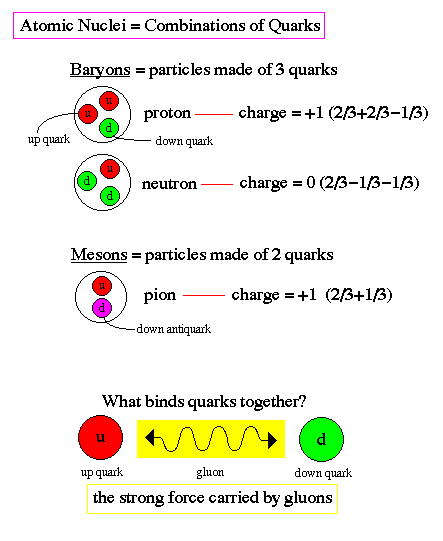 Atomic Nuclei = Combinations of Quarks
Baryons = particles made of 3 quarks
u
u
d
proton charge = +1 (2/3+2/3−1/3)
up quark
down quark
u
d
d
neutron charge = 0 (2/3−1/3−1/3)
Mesons = particles made of 2 quarks
u
d
pion charge = +1 (2/3+1/3)
down antiquark
What binds quarks together?
u d
up quark gluon down quark
the strong force carried by gluons